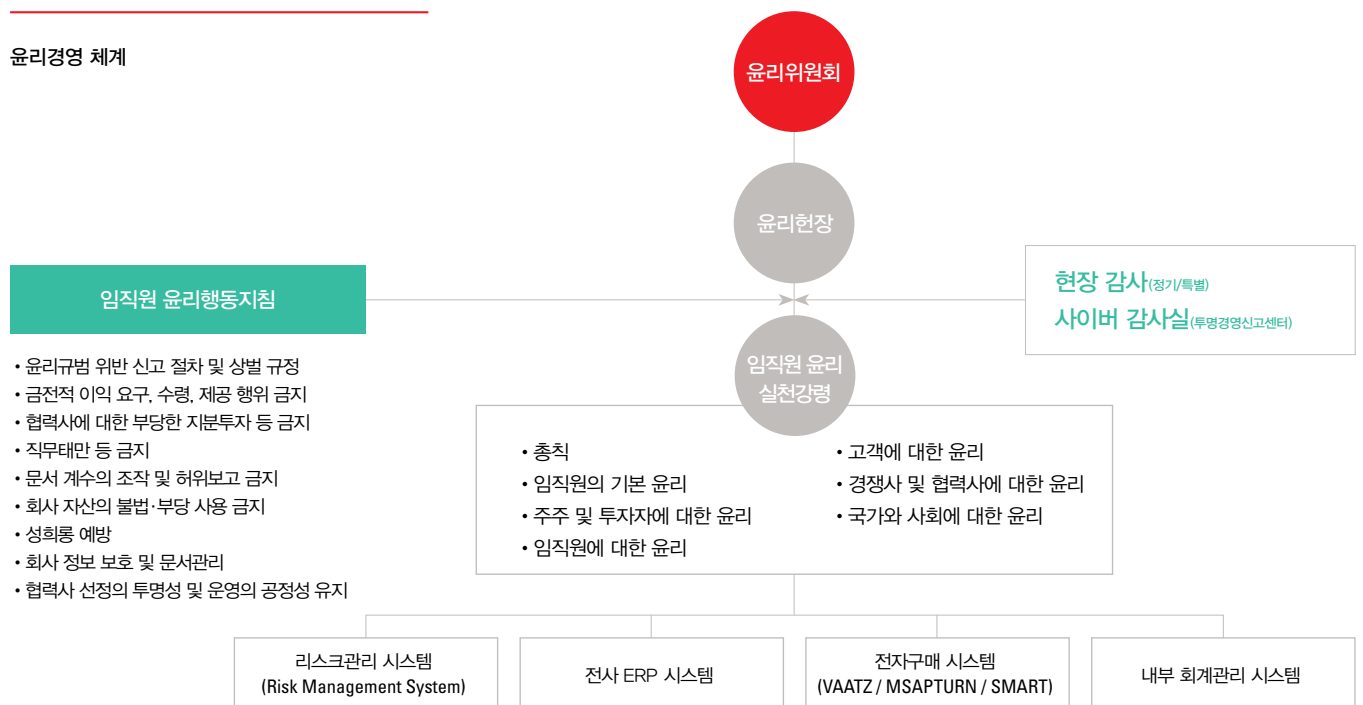 윤리경영 체계
윤리위원회
윤리헌장
임직원 윤리행동지침
현장 감사(정기/특별)
사이버 감사실(투명경영신고센터)
• 윤리규범 위반 신고 절차 및 상벌 규정
• 금전적 이익 요구, 수령, 제공 행위 금지
• 협력사에 대한 부당한 지분투자 등 금지
• 직무태만 등 금지
• 문서 계수의 조작 및 허위보고 금지
• 회사 자산의 불법·부당 사용 금지
• 성희롱 예방
• 회사 정보 보호 및 문서관리
• 협력사 선정의 투명성 및 운영의 공정성 유지
임직원 윤리
실천강령
• 총칙
• 임직원의 기본 윤리
• 주주 및 투자자에 대한 윤리
• 임직원에 대한 윤리
• 고객에 대한 윤리
• 경쟁사 및 협력사에 대한 윤리
• 국가와 사회에 대한 윤리
리스크관리 시스템
(Risk Management System)
전사 ERP 시스템
전자구매 시스템
(VAATZ / MSAPTURN / SMART)
내부 회계관리 시스템